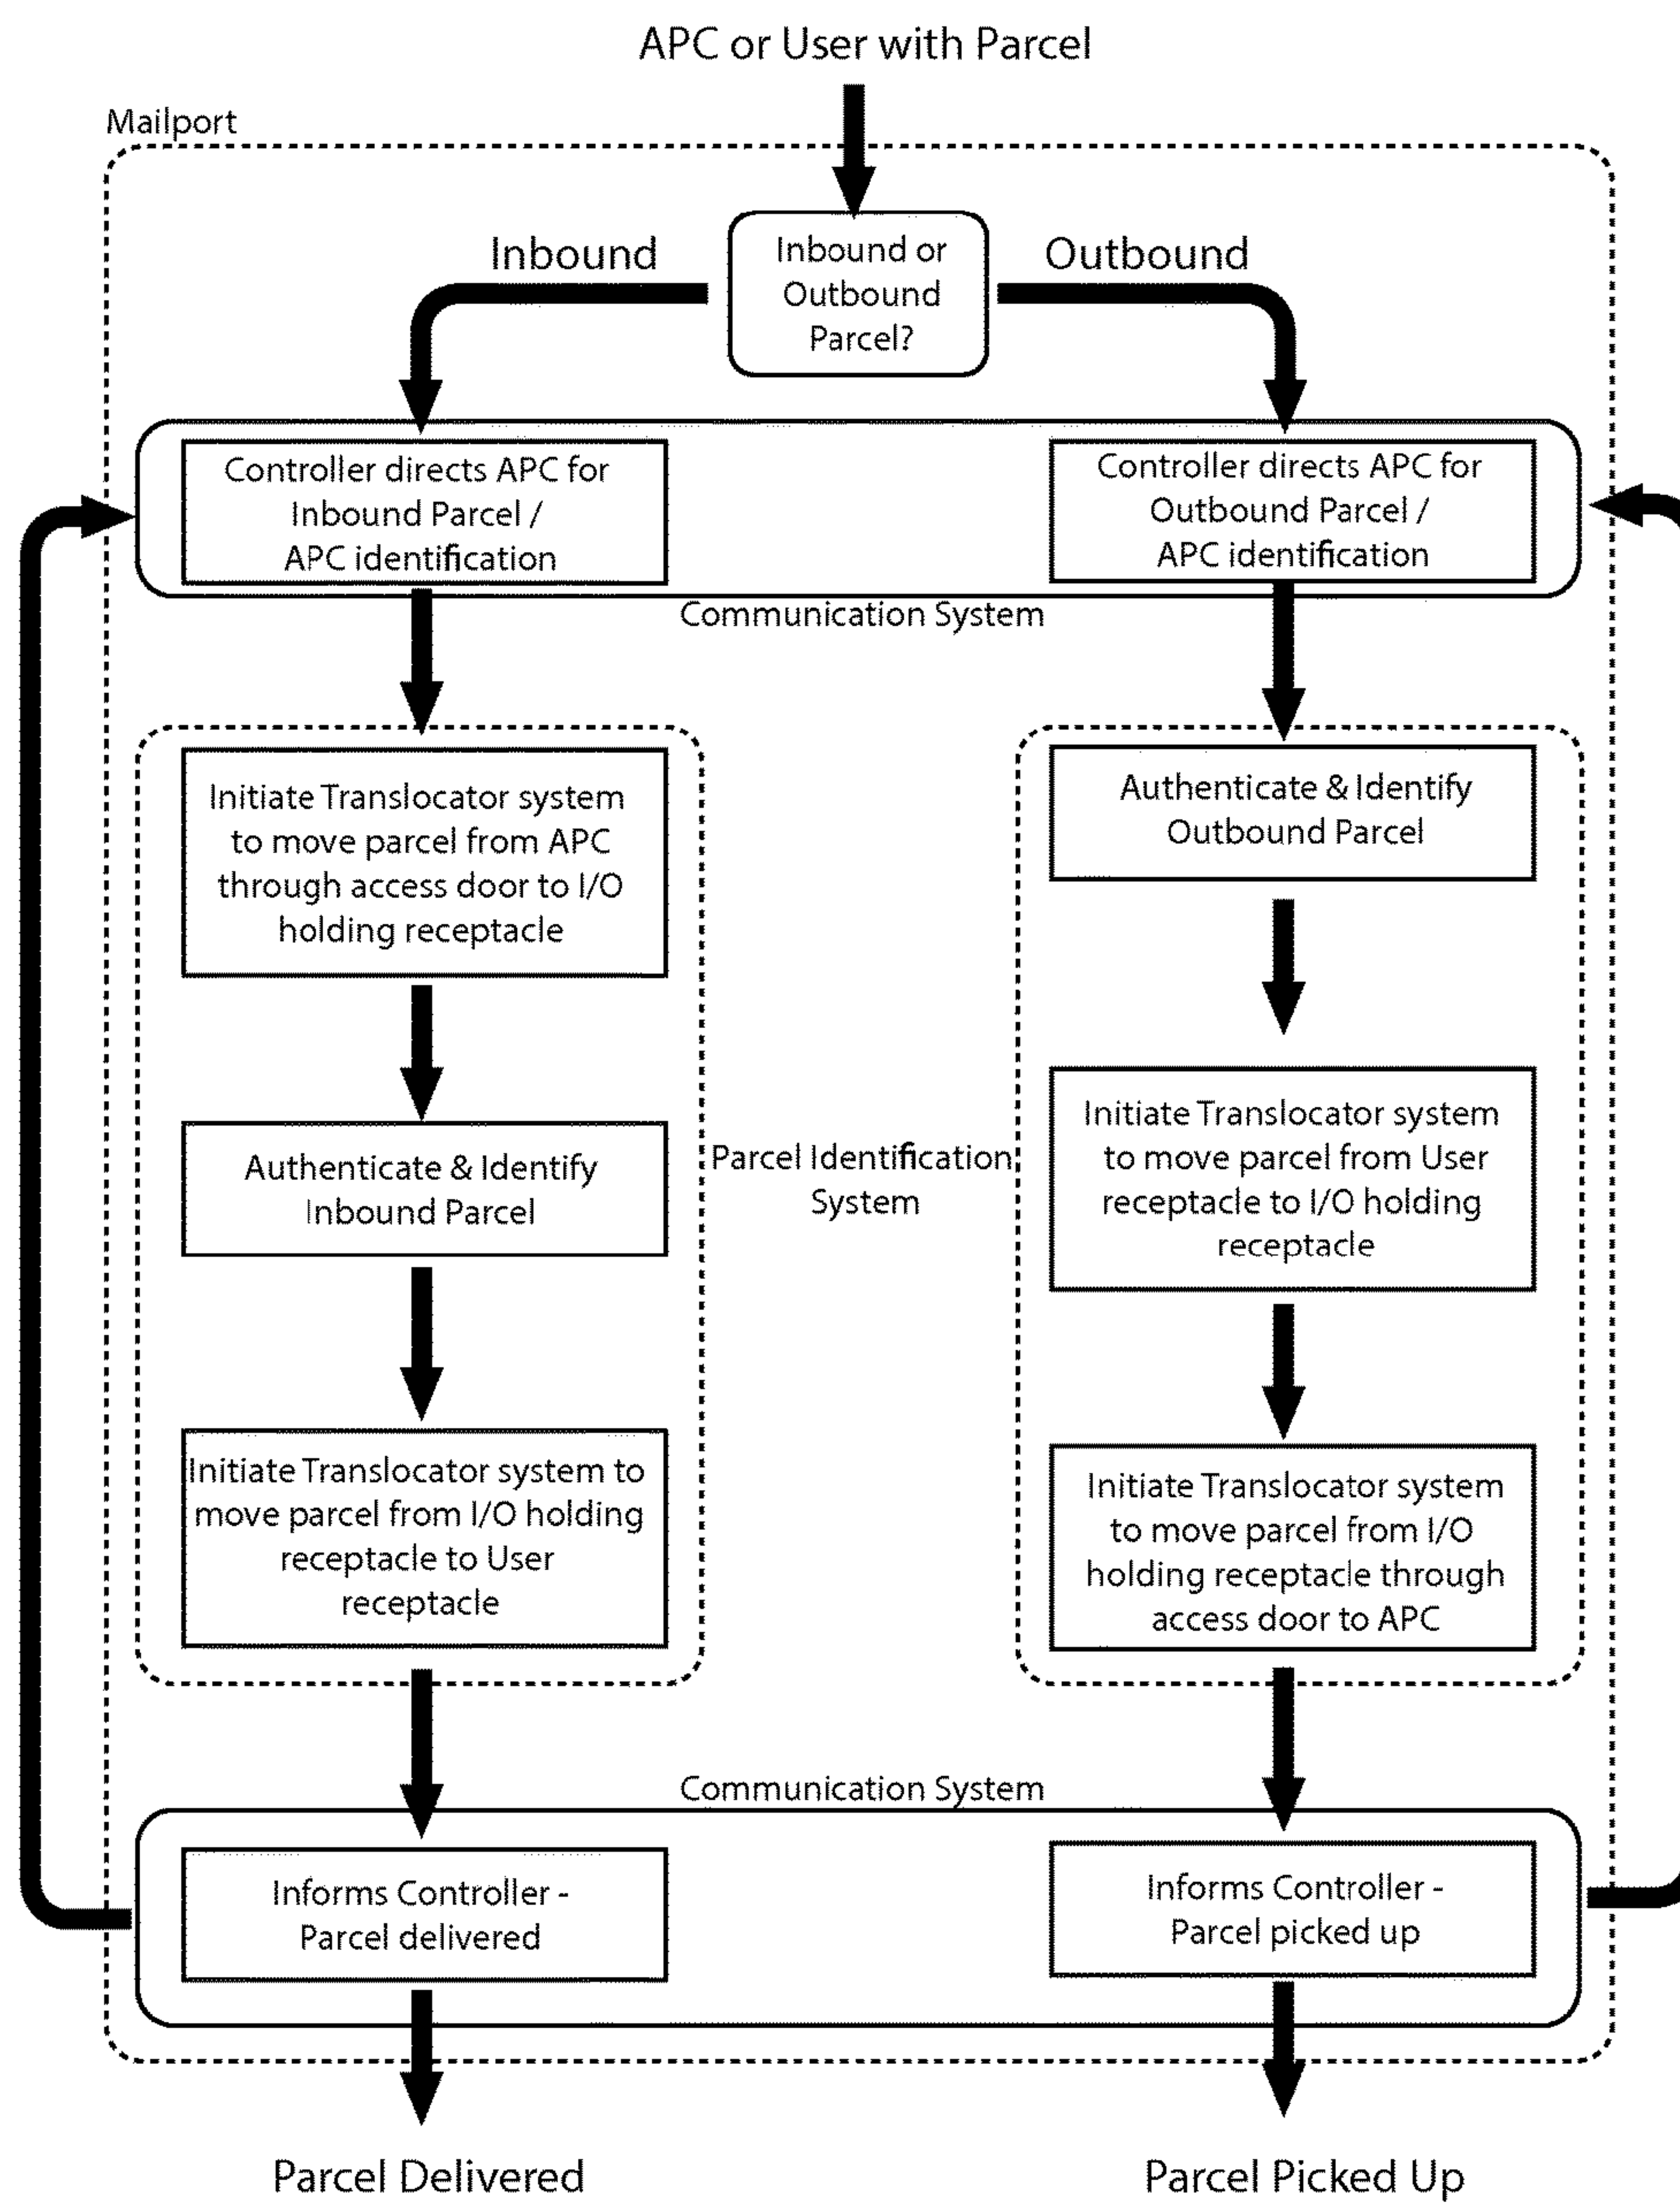 APC or User with Parcel
Mailport
Inbound
Inbound or
Outbound
Parcel?
Outbound
Controller directs APC for
Inbound Parcel /
APC identification
Controller directs APC for
Outbound Parcel /
APC identification
Communication System
Initiate Translocator system
to move parcel from APC
through access door to I/O
holding receptacle
Authenticate & Identify
Inbound Parcel
Initiate Translocator system to
move parcel from I/O holding
receptacle to User
receptacle
Parcel Identification
System
Authenticate & Identify
Outbound Parcel
Initiate Translocator system
to move parcel from User
receptacle to I/O holding
receptacle
Initiate Translocator system
to move parcel from I/O
holding receptacle through
access door to APC
Communication System
Informs Controller -
Parcel delivered
Informs Controller -
Parcel picked up
Parcel Delivered
Parcel Picked Up